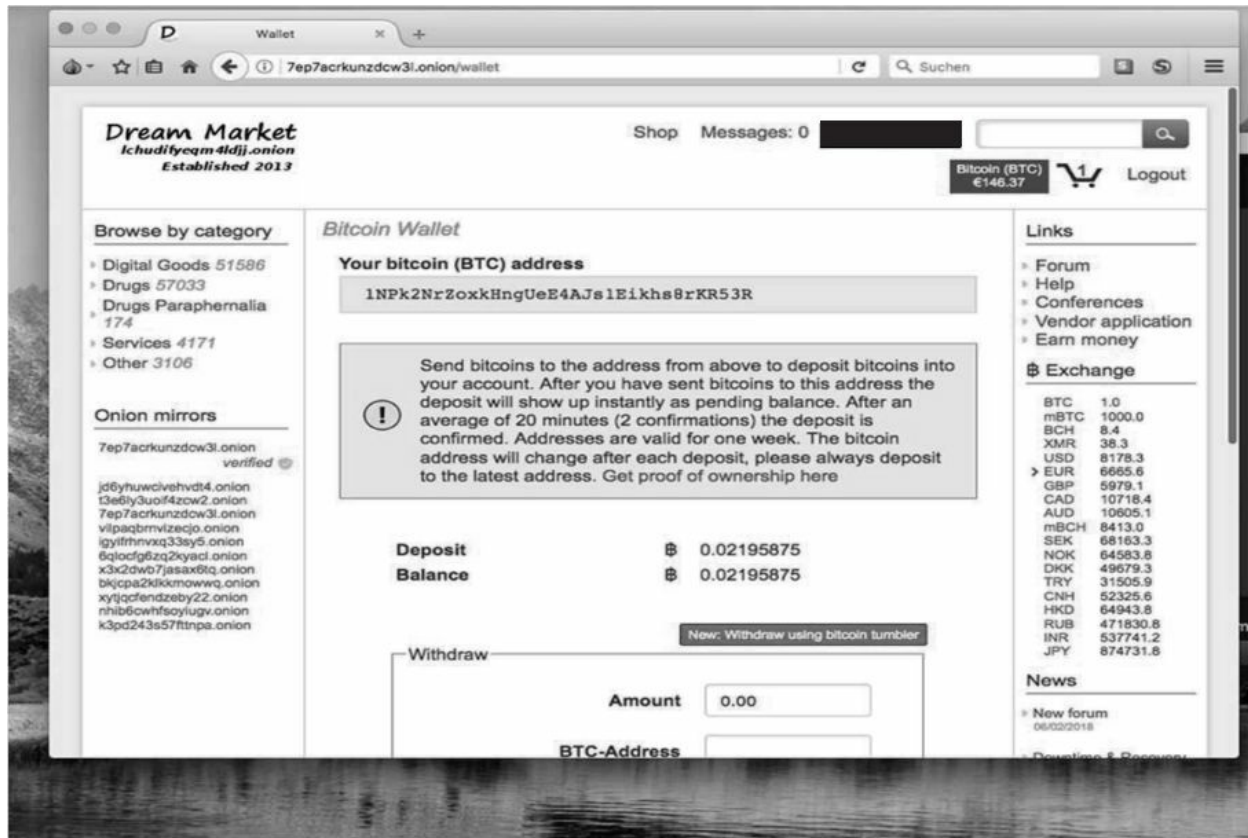 D Wallet
7ep7acrkunzdcw3l.onion/wallet
Suchen
S
Dream Market
lchudifyeqm4ldjj.onion
Established 2013
Shop Messages: 0
Bitcoin (BTC)
€146.37
1
Logout
Browse by category
Digital Goods 51586
Drugs 57033
Drugs Paraphernalia
174
Services 4171
Other 3106
Onion mirrors
7ep7acrkunzdcw3l.onion
verified
jd6yhuwcivehvdt4.onion
t3e6ly3uoif4zcw2.onion
7ep7acrkunzdcw3l.onion
vilpaqbrnvizecjo.onion
igyifrhnvxq33sy5.onion
6qlocfg6zq2kyacl.onion
x3x2dwb7jasax6tq.onion
bkjcpa2klkkmowwq.onion
xytjqcfendzeby22.onion
nhib6cwhfsoylugv.onion
k3pd243s57fttnpa.onion
Bitcoin Wallet
Your bitcoin (BTC) address
1NPk2NrZoxkHngUeE4AJs1Eikhs8rKR53R
Send bitcoins to the address from above to deposit bitcoins into
your account. After you have sent bitcoins to this address the
deposit will show up instantly as pending balance. After an
average of 20 minutes (2 confirmations) the deposit is
confirmed. Addresses are valid for one week. The bitcoin
address will change after each deposit, please always deposit
to the latest address. Get proof of ownership here
Deposit ฿ 0.02195875
Balance ฿ 0.02195875
New: Withdraw using bitcoin tumbler
Withdraw
Amount 0.00
BTC-Address
Links
Forum
Help
Conferences
Vendor application
Earn money
฿ Exchange
BTC 1.0
mBTC 1000.0
BCH 8.4
XMR 38.3
USD 8178.3
EUR 6665.6
GBP 5979.1
CAD 10718.4
AUD 10605.1
mBCH 8413.0
SEK 68163.3
NOK 64583.8
DKK 49679.3
TRY 31505.9
CNH 52325.6
HKD 64943.8
RUB 471830.8
INR 537741.2
JPY 874731.8
News
New forum
06/02/2018
Downtime & Recovery